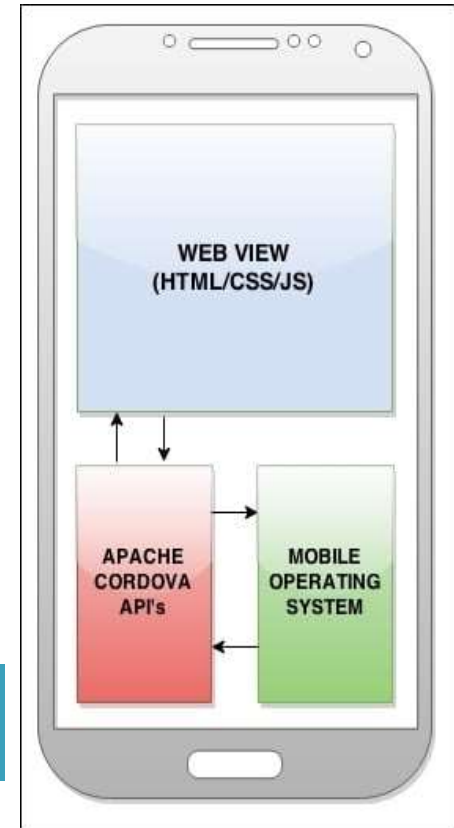 WEB VIEW
(HTML/CSS/JS)
APACHE
CORDOVA
API's
MOBILE
OPERATING
SYSTEM